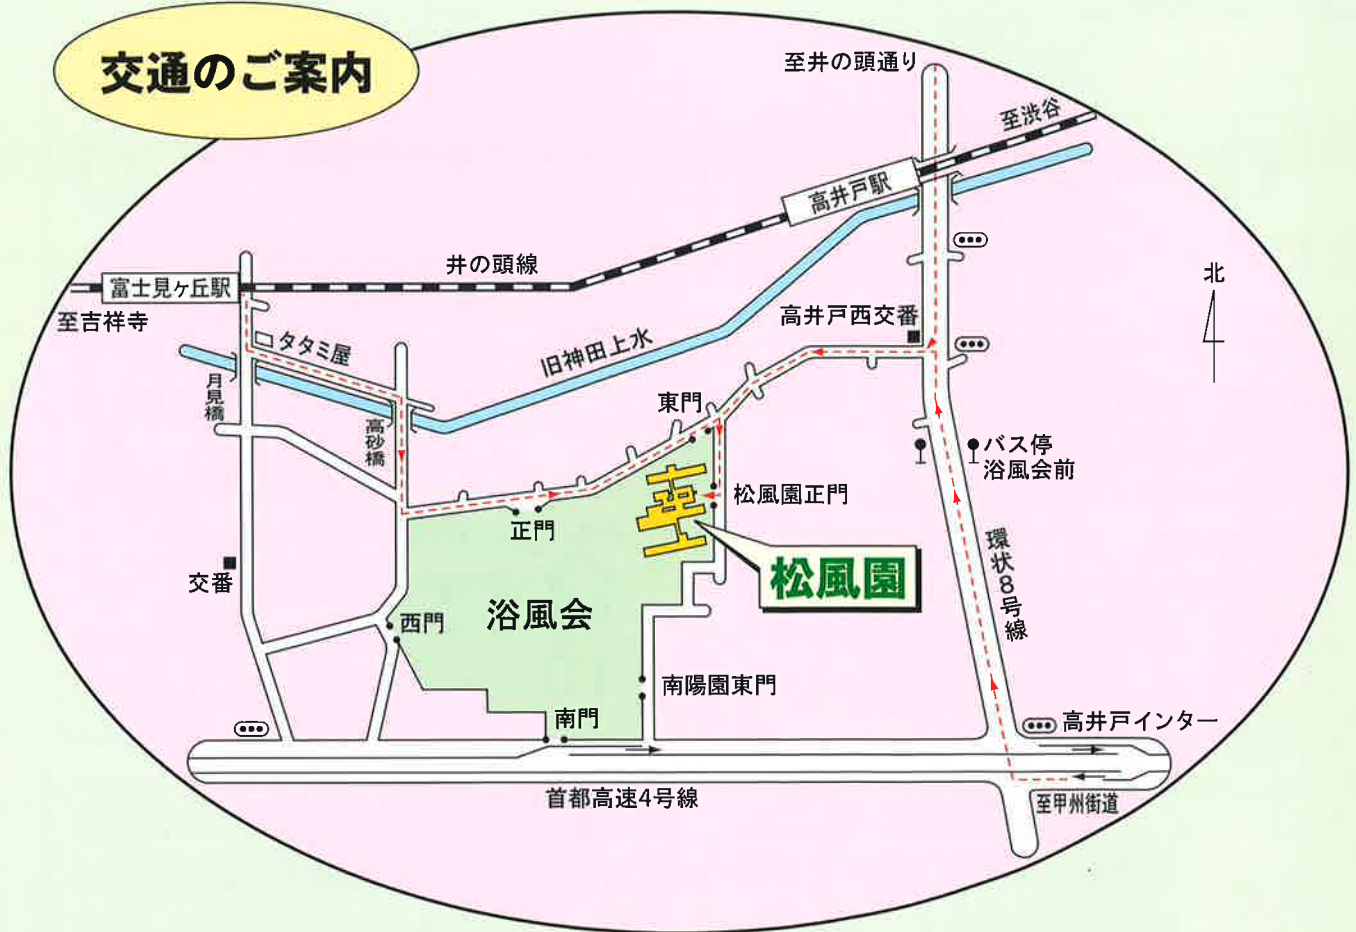 交通のご案内
至井の頭通り
至渋谷
高井戸駅
井の頭線
富士見ヶ丘駅
至吉祥寺
北
高井戸西交番
タタミ屋
旧神田上水
月見橋
高砂橋
東門
バス停
浴風会前
松風園正門
正門
環状8号線
交番
松風園
浴風会
西門
南陽園東門
南門
高井戸インター
首都高速4号線
至甲州街道